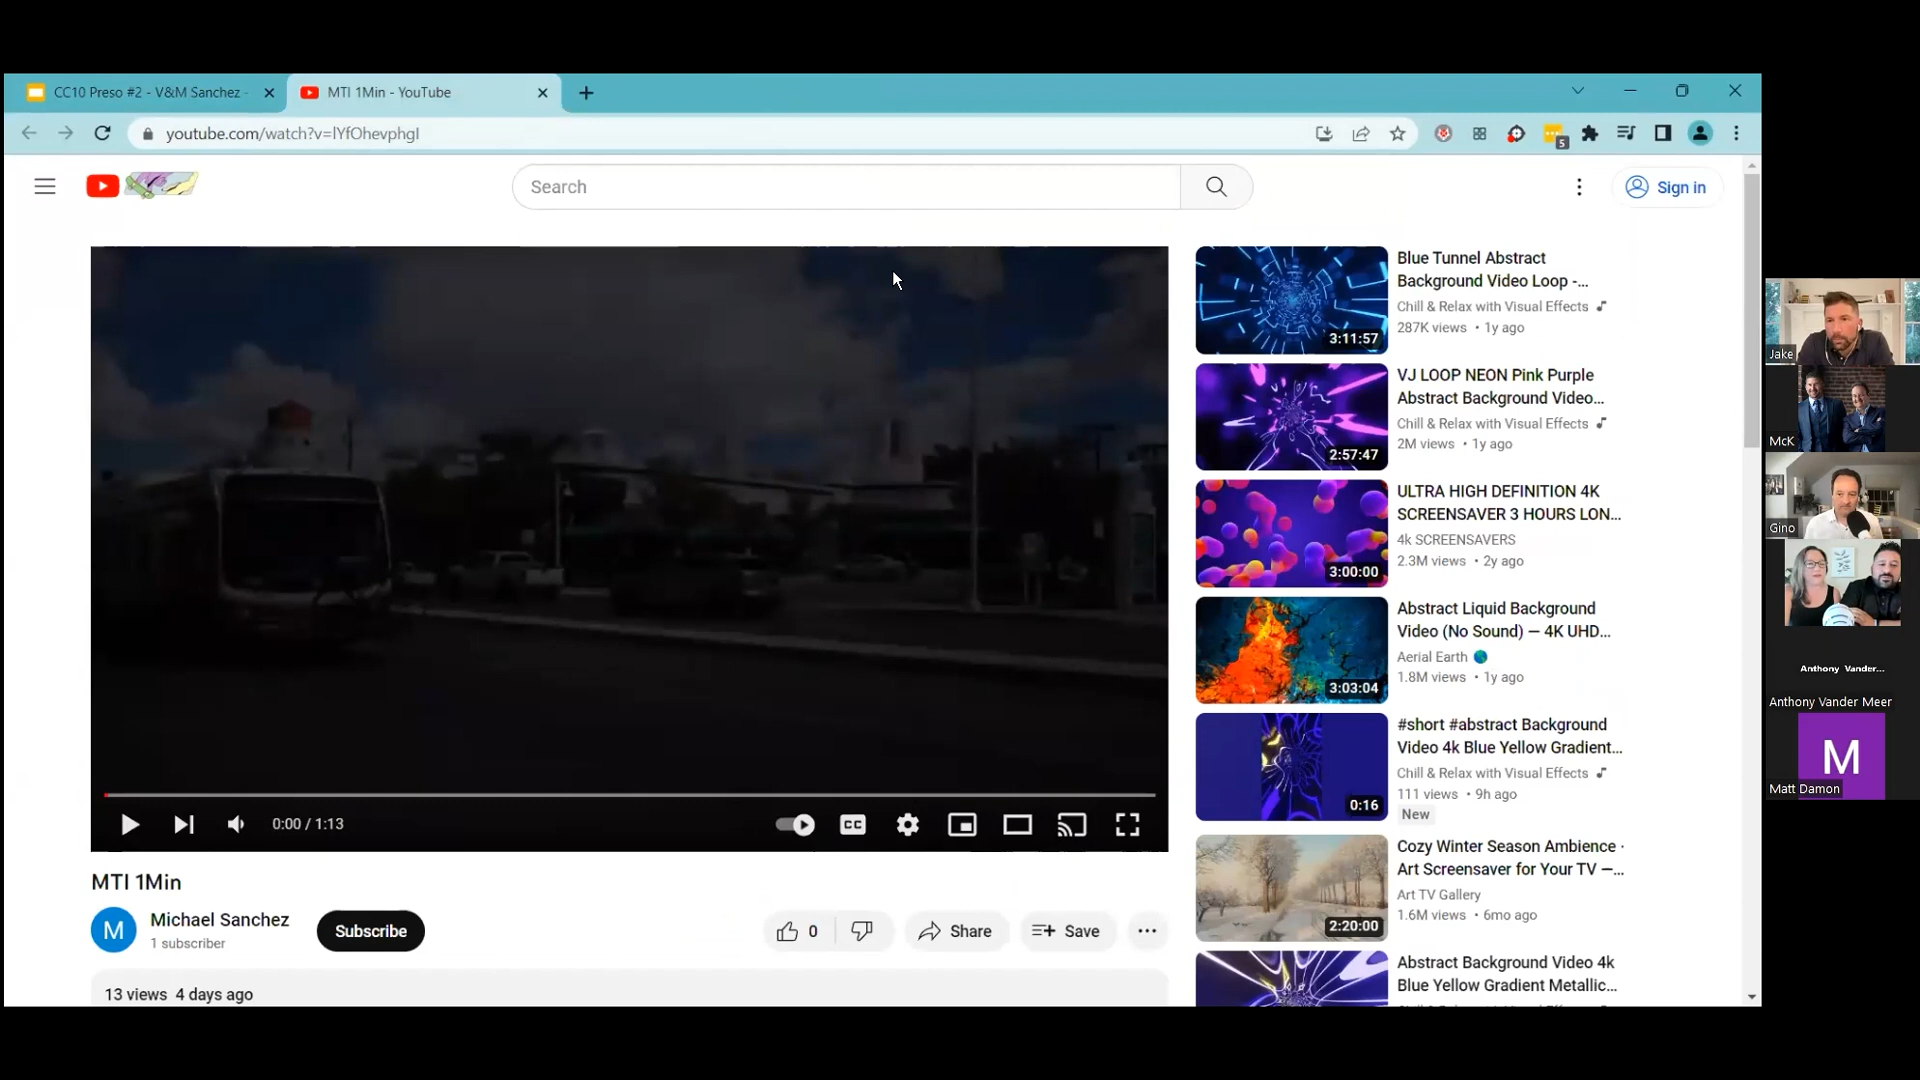 CC10 Preso #2 - V&M Sanchez -
MTI 1Min - YouTube
youtube.com/watch?v=lYfOhevphgI
5
Search
Sign in
3:11:57
Blue Tunnel Abstract
Background Video Loop -...
Chill & Relax with Visual Effects
287K views • 1y ago
2:57:47
VJ LOOP NEON Pink Purple
Abstract Background Video...
Chill & Relax with Visual Effects
2M views • 1y ago
3:00:00
ULTRA HIGH DEFINITION 4K
SCREENSAVER 3 HOURS LON...
4k SCREENSAVERS
2.3M views • 2y ago
3:03:04
Abstract Liquid Background
Video (No Sound) — 4K UHD...
Aerial Earth
1.8M views • 1y ago
0:16
#short #abstract Background
Video 4k Blue Yellow Gradient...
Chill & Relax with Visual Effects
111 views • 9h ago
New
2:20:00
Cozy Winter Season Ambience ·
Art Screensaver for Your TV —...
Art TV Gallery
1.6M views • 6mo ago
Abstract Background Video 4k
Blue Yellow Gradient Metallic...
0:00 / 1:13
CC
MTI 1Min
M
Michael Sanchez
1 subscriber
Subscribe
0
Share
Save
13 views 4 days ago
Jake
McK
Gino
Anthony Vander...
Anthony Vander Meer
M
Matt Damon